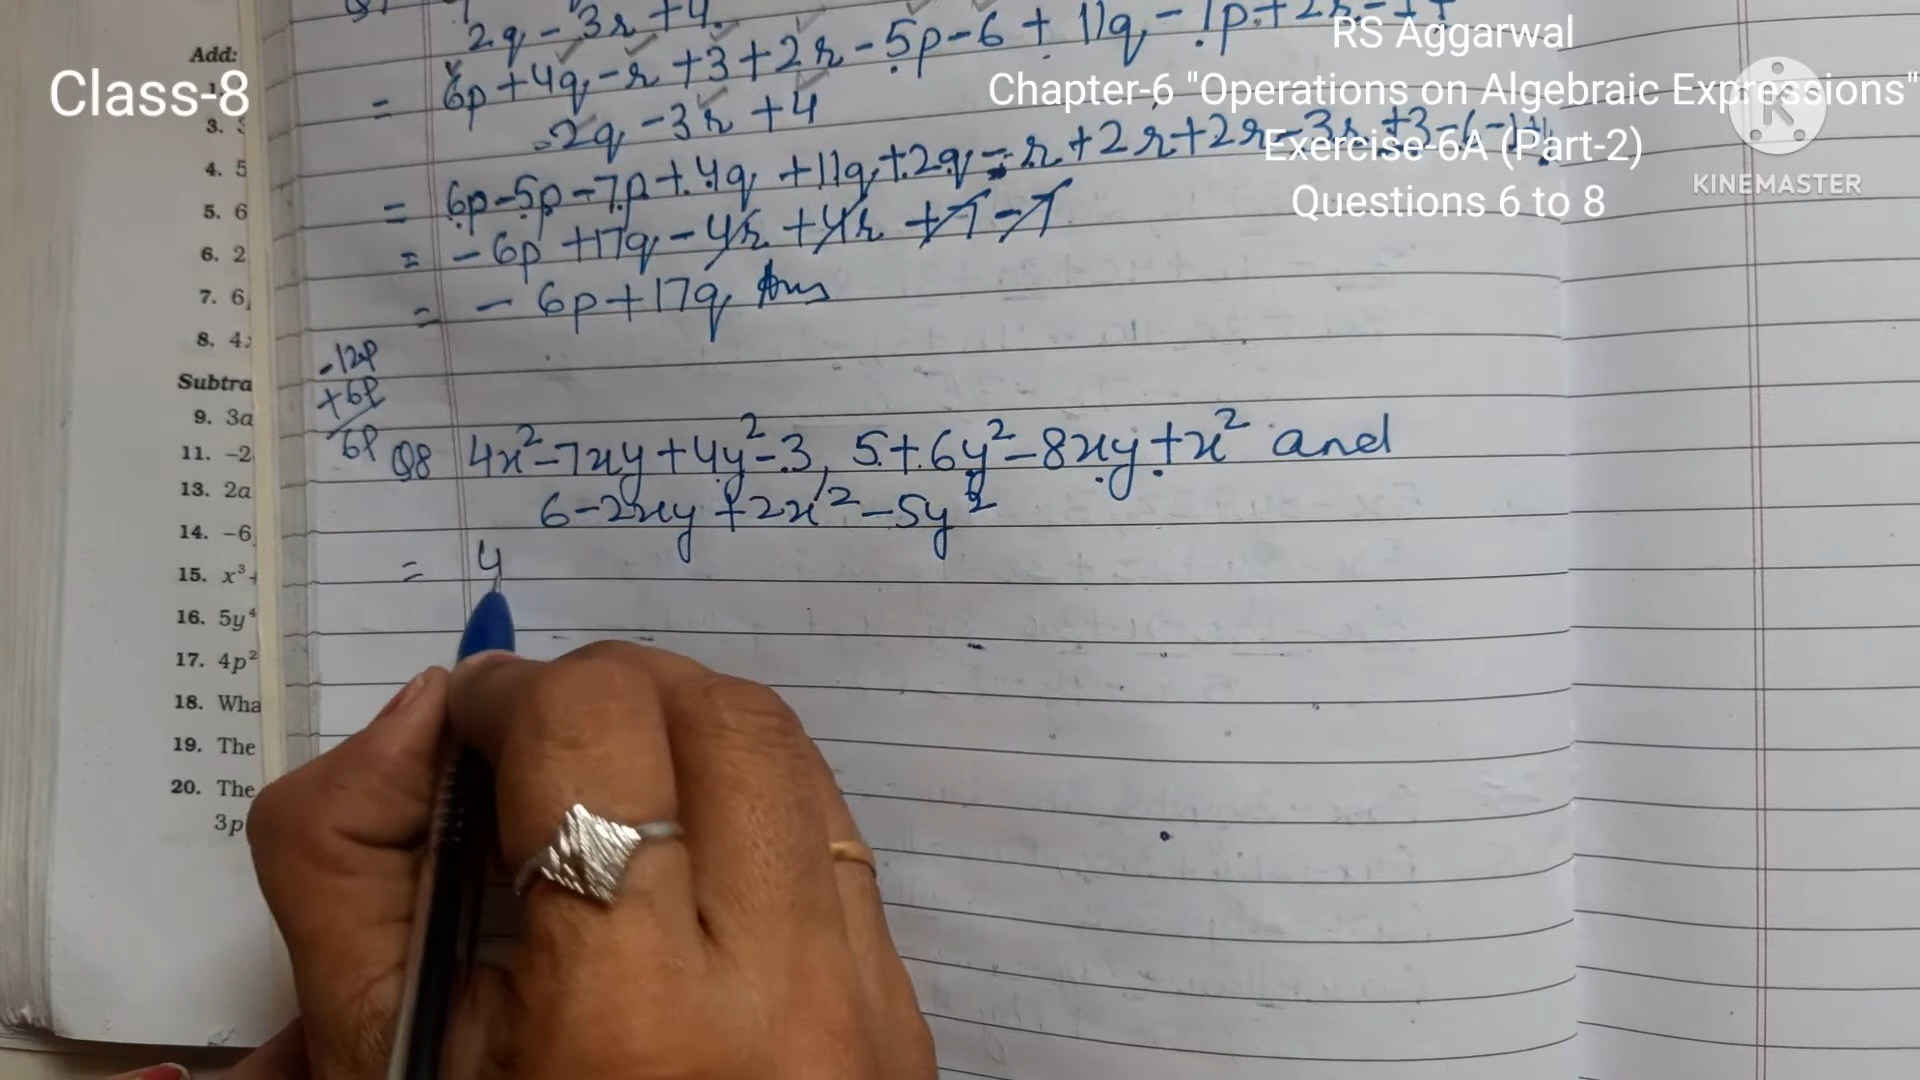 Class-8
RS Aggarwal
Chapter-6 "Operations on Algebraic Expressions"
Exercise-6A (Part-2)
Questions 6 to 8
KINEMASTER
Add:
3.
4. 5
5. 6
6. 2
7. 6
8. 4
Subtra
9. 3a
11. -2
13. 2a
14. -6
15. x³
16. 5y⁴
17. 4p²
18. Wha
19. The
20. The
3p
2q - 3r + 4
= 6p + 4q - r + 3 + 2r - 5p - 6 + 11q - 7p + 2r -
2q - 3r + 4
= 6p - 5p - 7p + 4q + 11q + 2q - r + 2r + 2r - 3r + 3 - 6 - 1 + 4
= - 6p + 17q - 4r + 4r + 7 - 7
= - 6p + 17q Ans
-12p
+6p
6p
Q8 4x² - 7xy + 4y² - 3, 5 + 6y² - 8xy + x² and
6 - 2xy + 2x² - 5y²
= 4